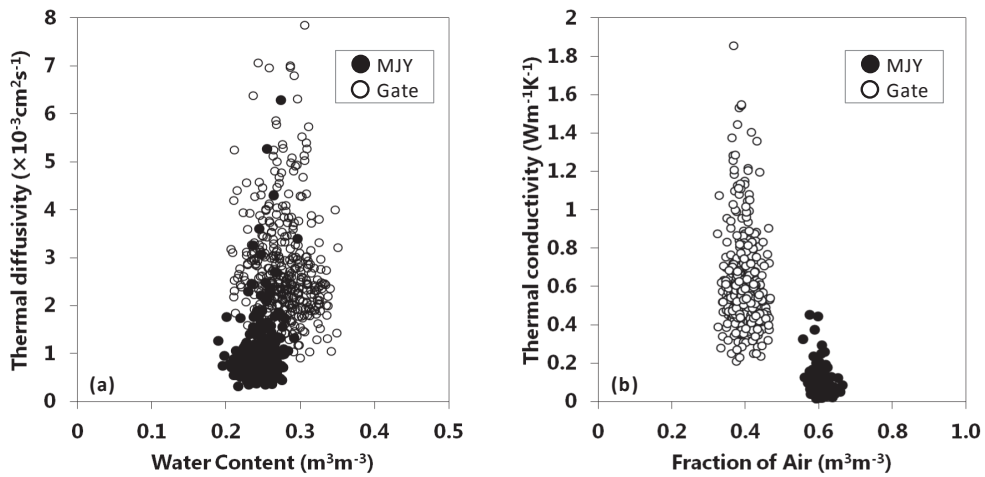 Thermal diffusivity (×10⁻³cm²s⁻¹)
8
7
6
5
4
3
2
1
0
MJY
Gate
(a)
0 0.1 0.2 0.3 0.4 0.5
Water Content (m³m⁻³)
Thermal conductivity (Wm⁻¹K⁻¹)
2
1.8
1.6
1.4
1.2
1
0.8
0.6
0.4
0.2
0
MJY
Gate
(b)
0 0.2 0.4 0.6 0.8 1.0
Fraction of Air (m³m⁻³)